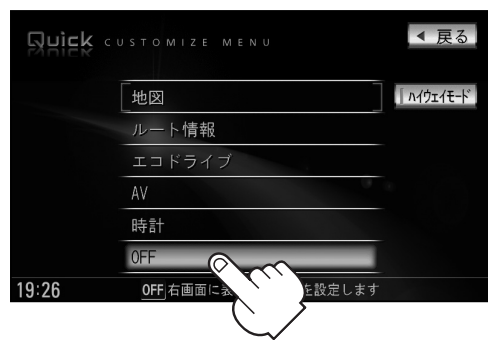 Quick CUSTOMIZE MENU
◀ 戻る
地図
ハイウェイモード
ルート情報
エコドライブ
AV
時計
OFF
19:26
OFF 右画面に表 を設定します